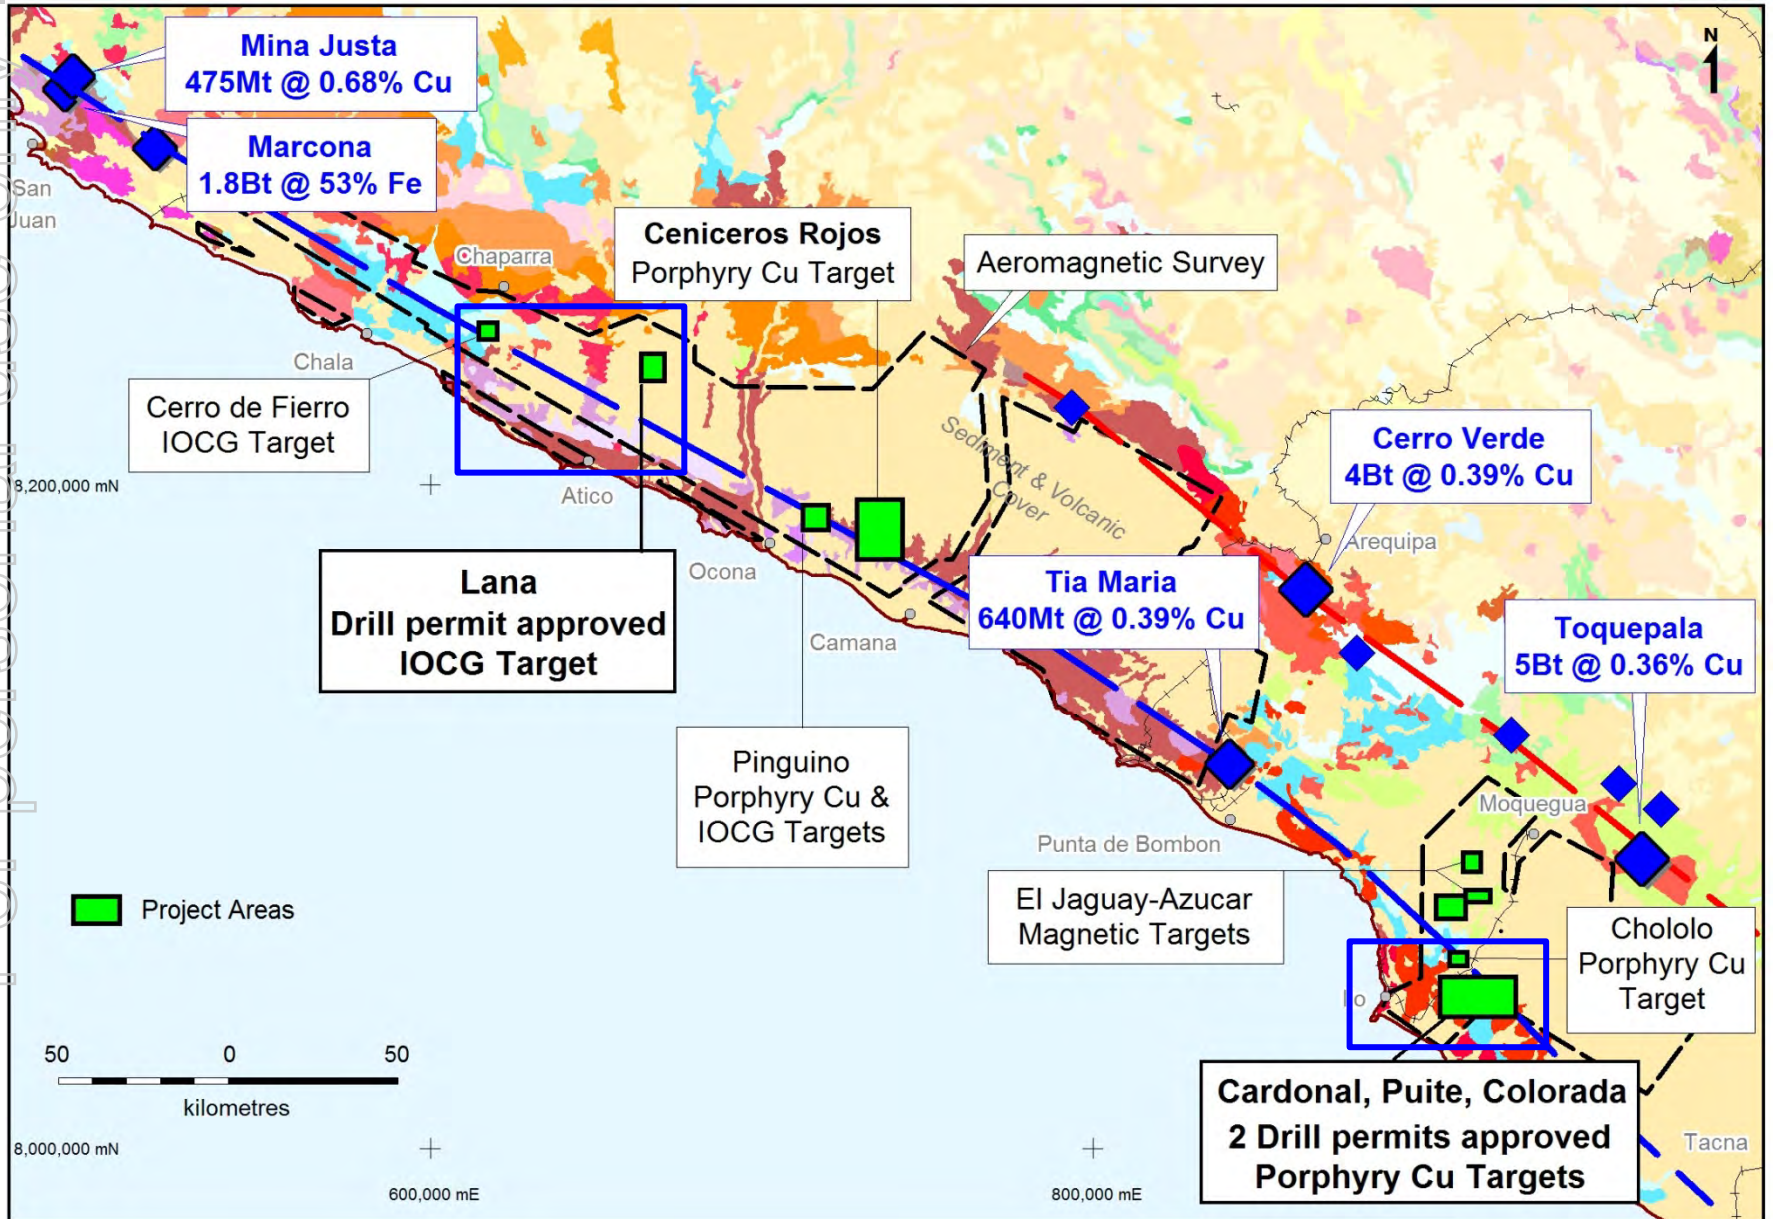 Mina Justa
475Mt @ 0.68% Cu
N
Marcona
1.8Bt @ 53% Fe
San
Juan
Chaparra
Ceniceros Rojos
Porphyry Cu Target
Aeromagnetic Survey
Chala
Cerro de Fierro
IOCG Target
Sediment & Volcanic
Cover
Cerro Verde
4Bt @ 0.39% Cu
8,200,000 mN
Atico
Arequipa
Ocona
Lana
Drill permit approved
IOCG Target
Tia Maria
640Mt @ 0.39% Cu
Camana
Toquepala
5Bt @ 0.36% Cu
Pinguino
Porphyry Cu &
IOCG Targets
Moquegua
Punta de Bombon
El Jaguay-Azucar
Magnetic Targets
Project Areas
Chololo
Porphyry Cu
Target
Ilo
50 0 50
kilometres
Cardonal, Puite, Colorada
2 Drill permits approved
Porphyry Cu Targets
8,000,000 mN
Tacna
600,000 mE
800,000 mE